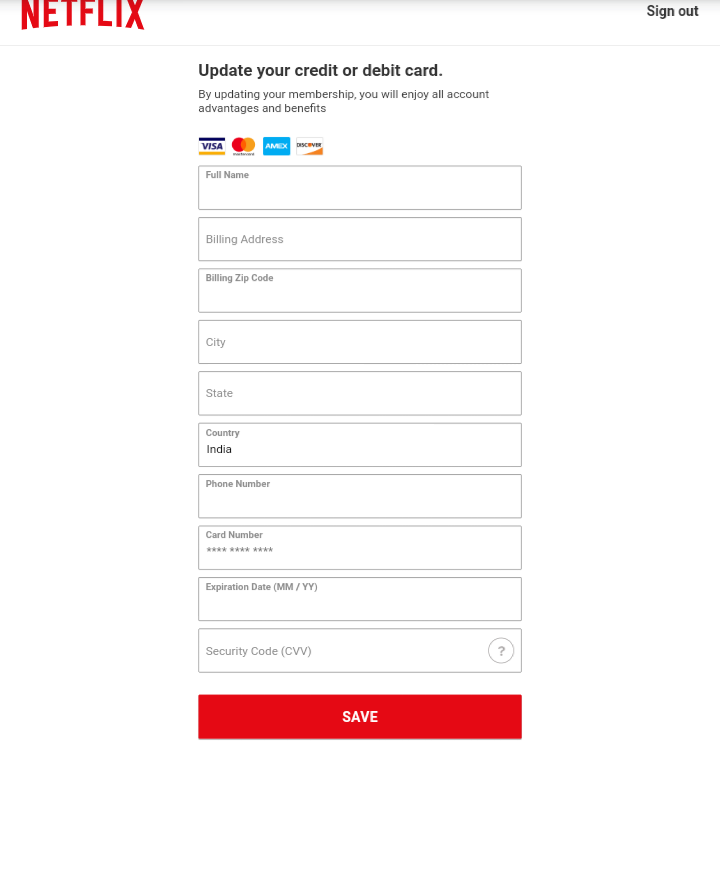 NETFLIX
Sign out
Update your credit or debit card.
By updating your membership, you will enjoy all account
advantages and benefits
VISA mastercard AMEX DISCOVER
Full Name
Billing Address
Billing Zip Code
City
State
Country
India
Phone Number
Card Number
**** **** ****
Expiration Date (MM / YY)
Security Code (CVV) ?
SAVE